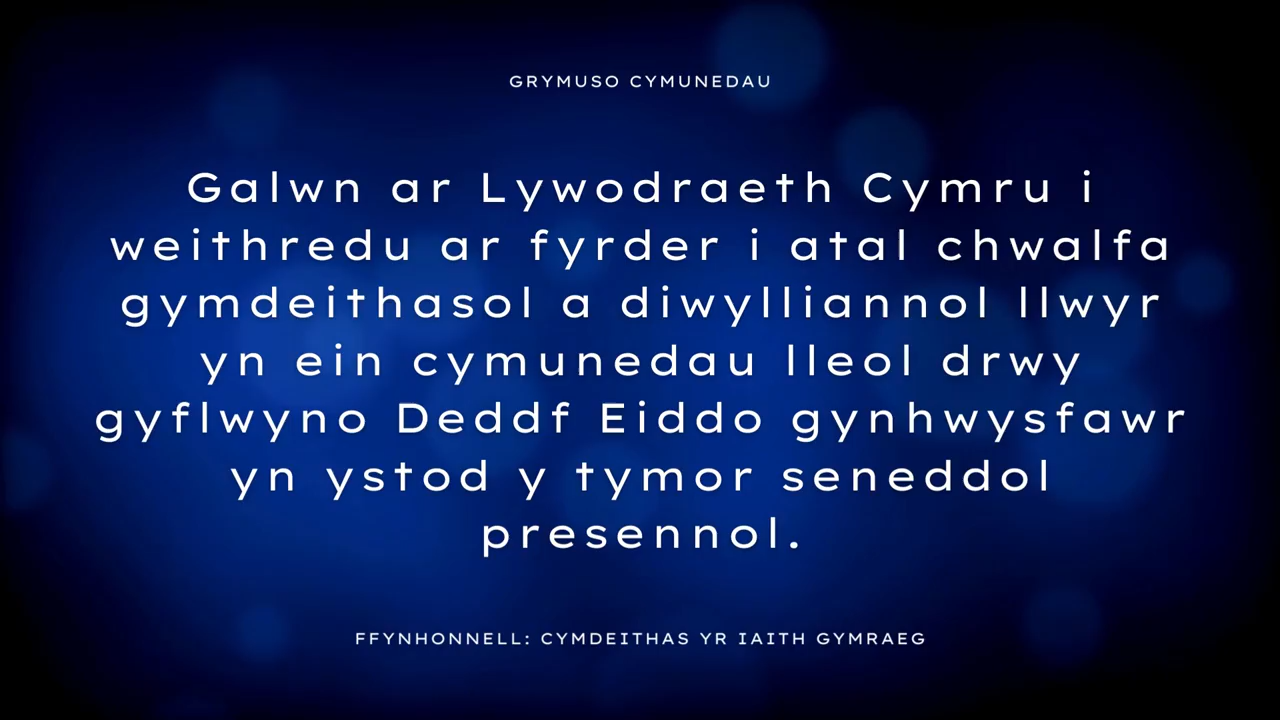 GRYMUSO CYMUNEDAU
Galwn ar Lywodraeth Cymru i
weithredu ar fyrder i atal chwalfa
gymdeithasol a diwylliannol llwyr
yn ein cymunedau lleol drwy
gyflwyno Deddf Eiddo gynhwysfawr
yn ystod y tymor seneddol
presennol.
FFYNHONNELL: CYMDEITHAS YR IAITH GYMRAEG